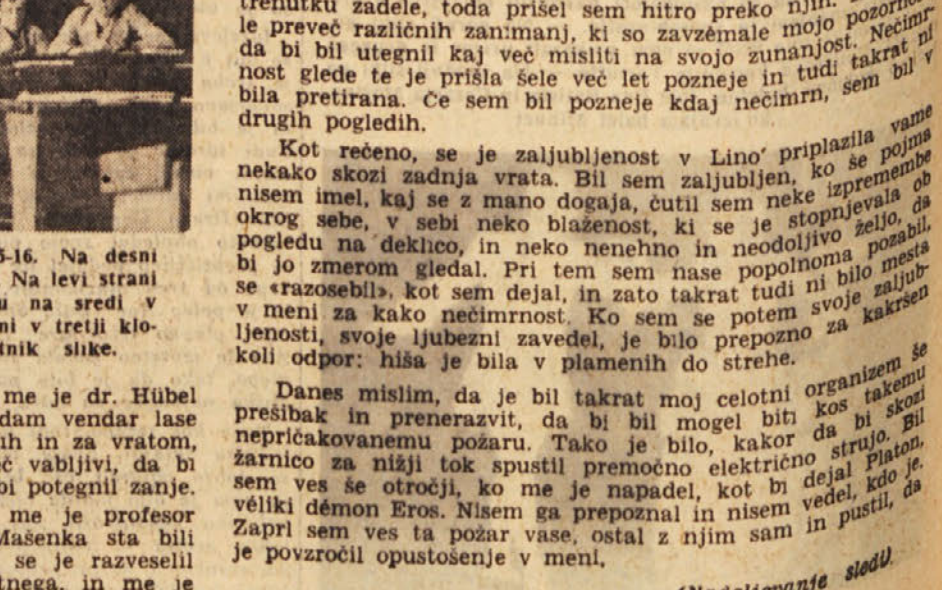 5-16. Na desni
Na levi strani
u na sredi v
ni v tretji klo-
tnik slike.
me je dr. Hübel
dam vendar lase
ih in za vratom,
č vabljivi, da bi
bi potegnil zanje.
me je profesor
Mašenka sta bili
se je razveselil
tnega, in me je
trenutku zadele, toda prišel sem hitro preko njih.
le preveč različnih zanimanj, ki so zavzémale mojo pozornost,
da bi bil utegnil kaj več misliti na svojo zunanjost. Nečimr-
nost glede te je prišla šele več let pozneje in tudi takrat ni
bila pretirana. Če sem bil pozneje kdaj nečimrn, sem bil v
drugih pogledih.
Kot rečeno, se je zaljubljenost v Lino priplazila vame
nekako skozi zadnja vrata. Bil sem zaljubljen, ko še pojma
nisem imel, kaj se z mano dogaja, čutil sem neke izpremembe
okrog sebe, v sebi neko blaženost, ki se je stopnjevala ob
pogledu na deklico, in neko nenehno in neodoljivo željo, da
bi jo zmerom gledal. Pri tem sem nase popolnoma pozabil,
se «razosebil», kot sem dejal, in zato takrat tudi ni bilo mesta
v meni za kako nečimrnost. Ko sem se potem svoje zaljub-
ljenosti, svoje ljubezni zavedel, je bilo prepozno za kakršen
koli odpor: hiša je bila v plamenih do strehe.
Danes mislim, da je bil takrat moj celotni organizem še
prešibak in prenerazvit, da bi bil mogel biti kos takemu
nepričakovanemu požaru. Tako je bilo, kakor da bi skozi
žarnico za nižji tok spustil premočno električno strujo. Bil
sem ves še otročji, ko me je napadel, kot bi dejal Platon,
véliki démon Eros. Nisem ga prepoznal in nisem vedel, kdo je.
Zaprl sem ves ta požar vase, ostal z njim sam in pustil, da
je povzročil opustošenje v meni.
(Nadaljevanje sledi).